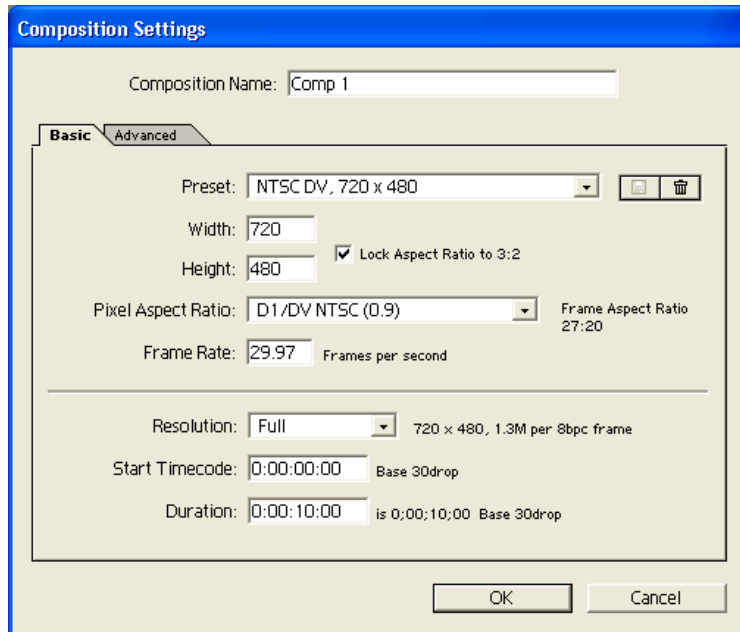 Composition Settings
Composition Name: Comp 1
Basic Advanced
Preset: NTSC DV, 720 x 480
Width: 720
Lock Aspect Ratio to 3:2
Height: 480
Pixel Aspect Ratio: D1/DV NTSC (0.9) Frame Aspect Ratio
27:20
Frame Rate: 29.97 Frames per second
Resolution: Full 720 x 480, 1.3M per 8bpc frame
Start Timecode: 0:00:00:00 Base 30drop
Duration: 0:00:10:00 is 0;00;10;00 Base 30drop
OK Cancel